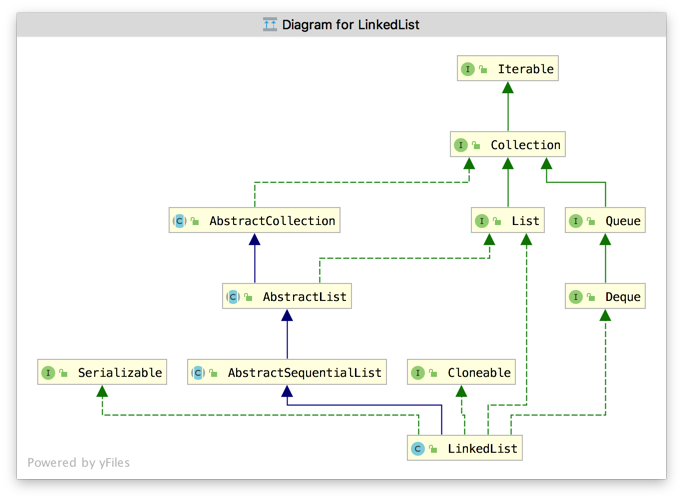 Diagram for LinkedList
I Iterable
I Collection
C AbstractCollection
I List
I Queue
C AbstractList
I Deque
I Serializable
C AbstractSequentialList
I Cloneable
C LinkedList
Powered by yFiles